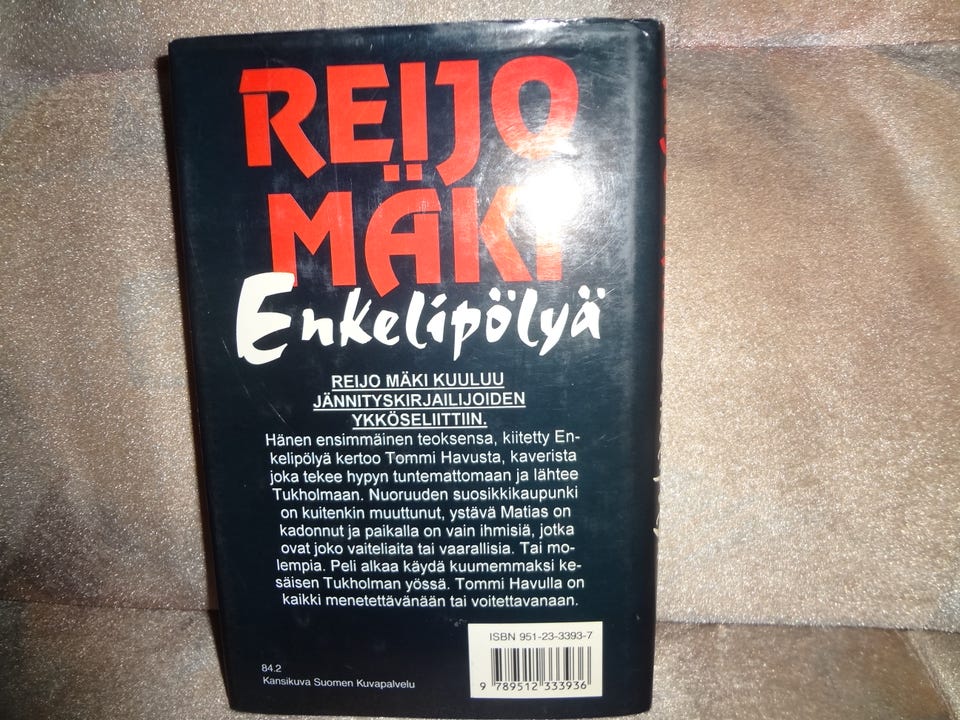 REIJO
MÄKI
Enkelipölyä
REIJO MÄKI KUULUU
JÄNNITYSKIRJAILIJOIDEN
YKKÖSELIITTIIN.
Hänen ensimmäinen teoksensa, kiitetty En-
kelipölyä kertoo Tommi Havusta, kaverista
joka tekee hypyn tuntemattomaan ja lähtee
Tukholmaan. Nuoruuden suosikkikaupunki
on kuitenkin muuttunut, ystävä Matias on
kadonnut ja paikalla on vain ihmisiä, jotka
ovat joko vaiteliaita tai vaarallisia. Tai mo-
lempia. Peli alkaa käydä kuumemmaksi ke-
säisen Tukholman yössä. Tommi Havulla on
kaikki menetettävänään tai voitettavanaan.
ISBN 951-23-3393-7
9 789512 333936
84.2
Kansikuva Suomen Kuvapalvelu